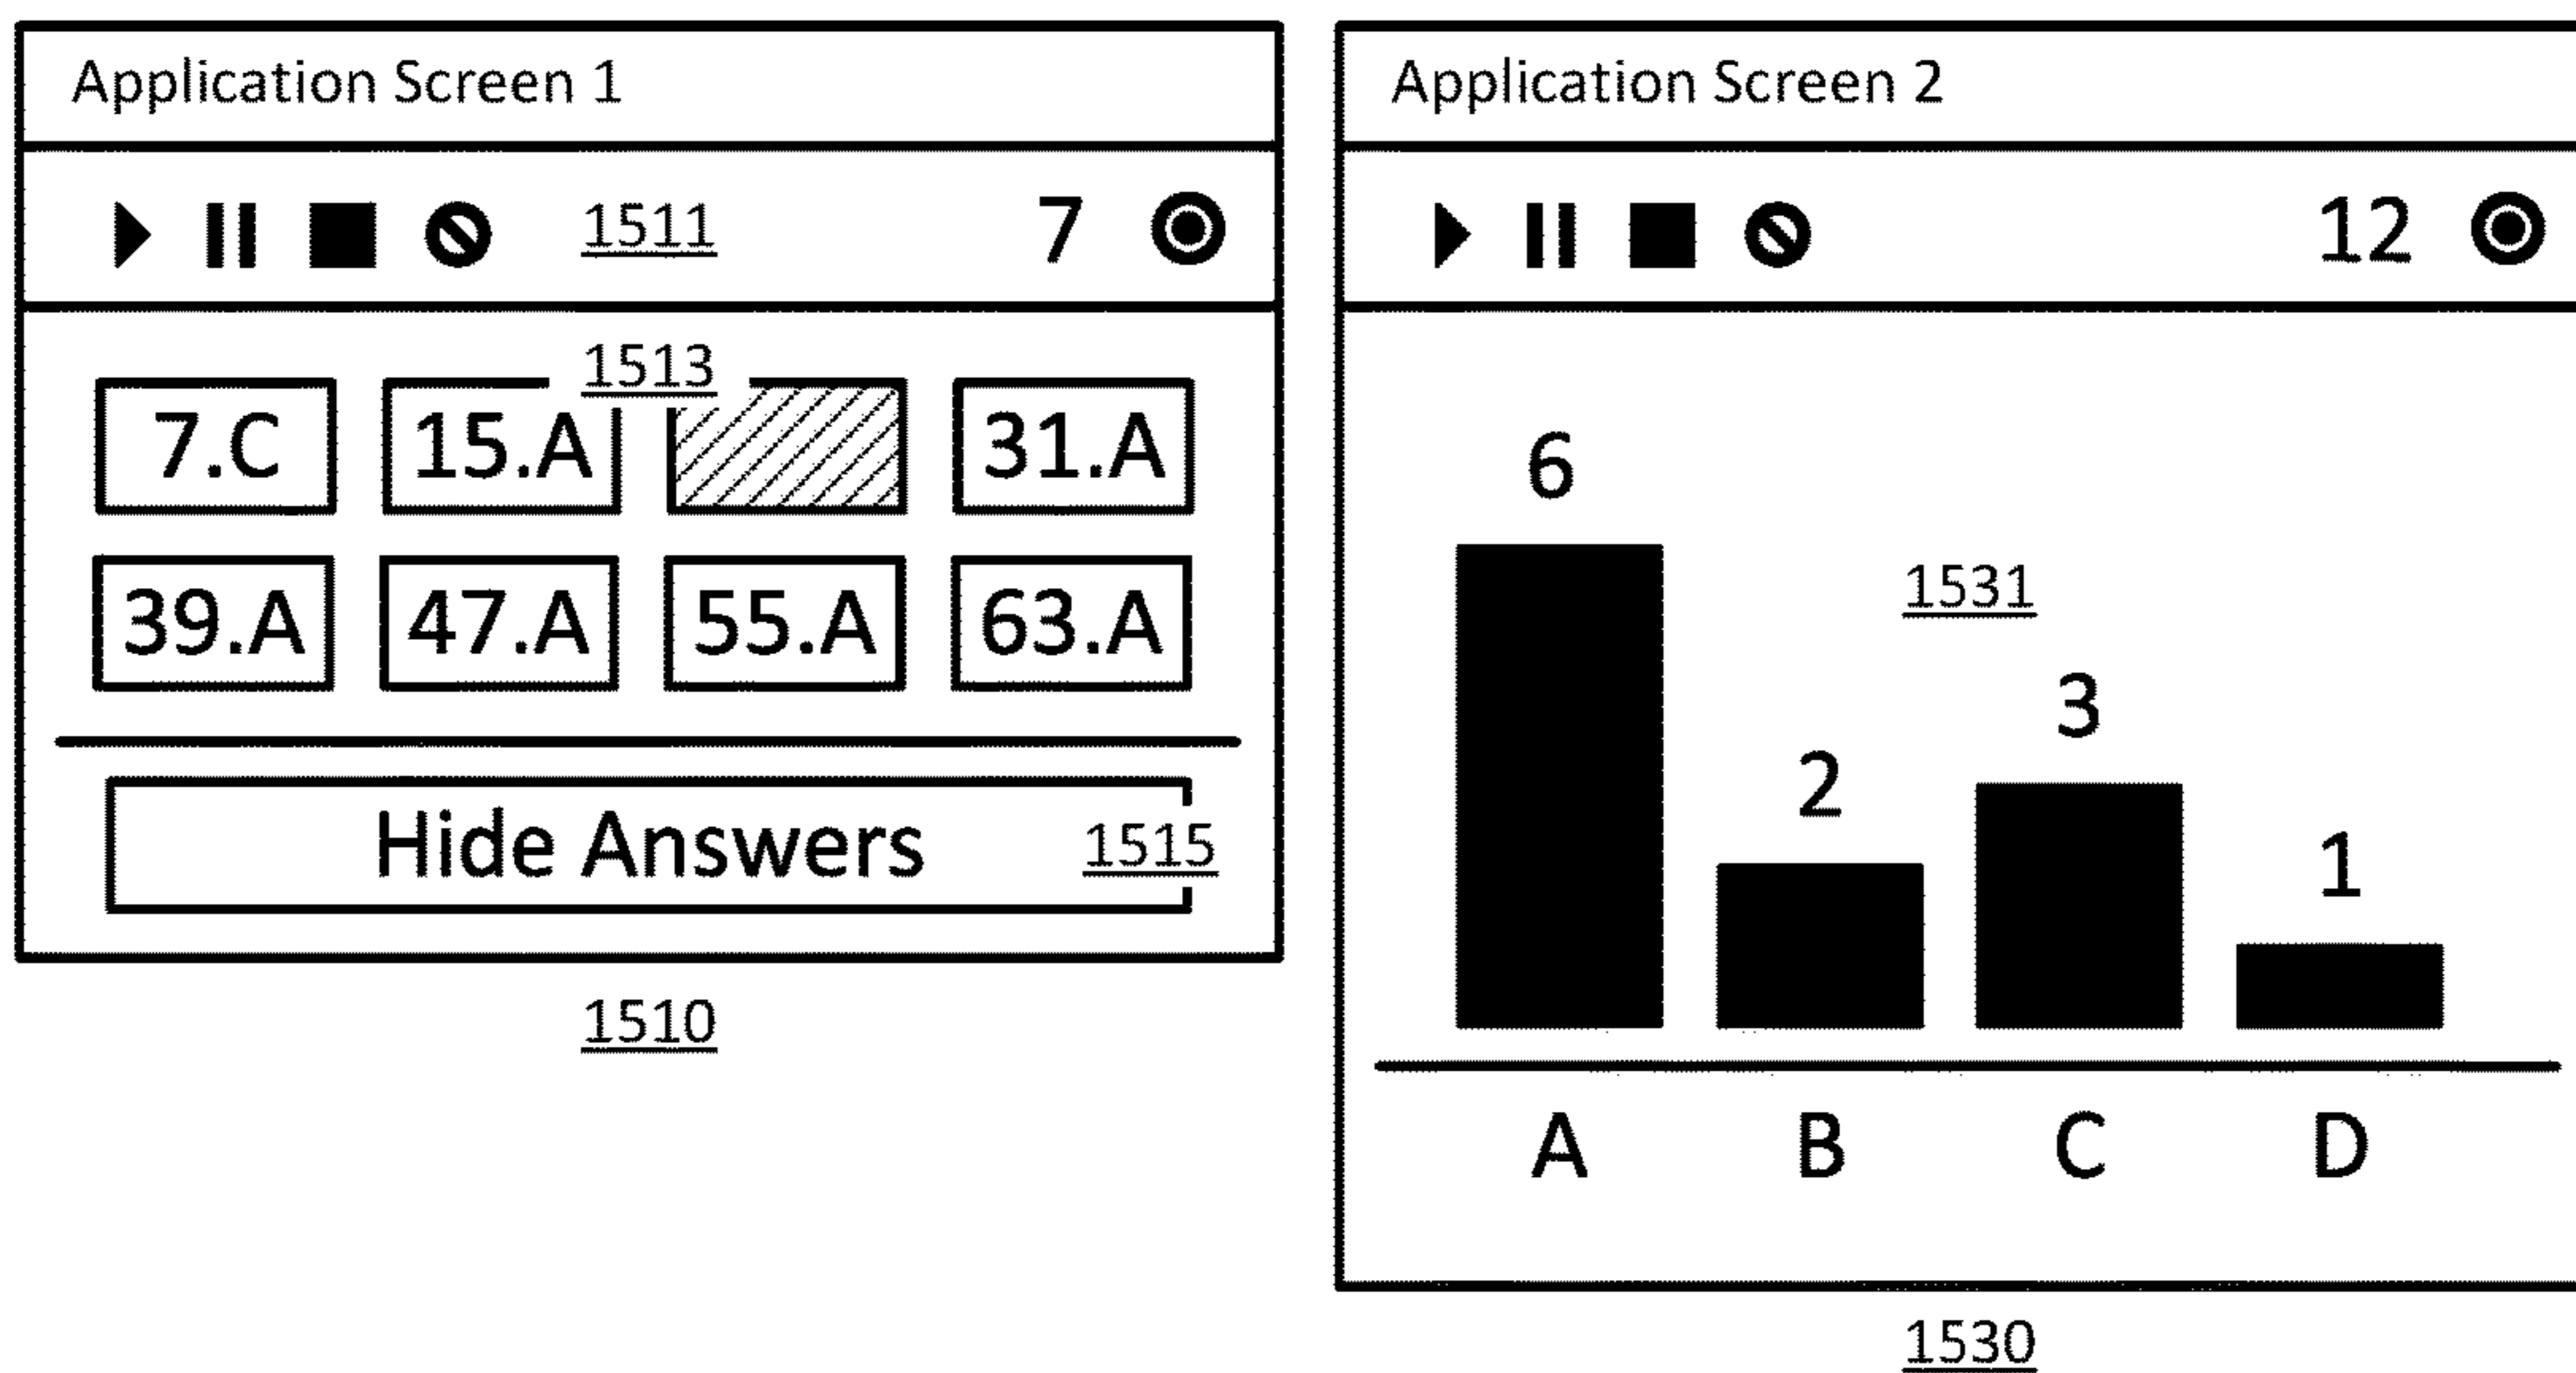 Application Screen 1
1511 7
1513
7.C 15.A 31.A
39.A 47.A 55.A 63.A
Hide Answers 1515
1510
Application Screen 2
12
6
1531
3
2
1
A B C D
1530